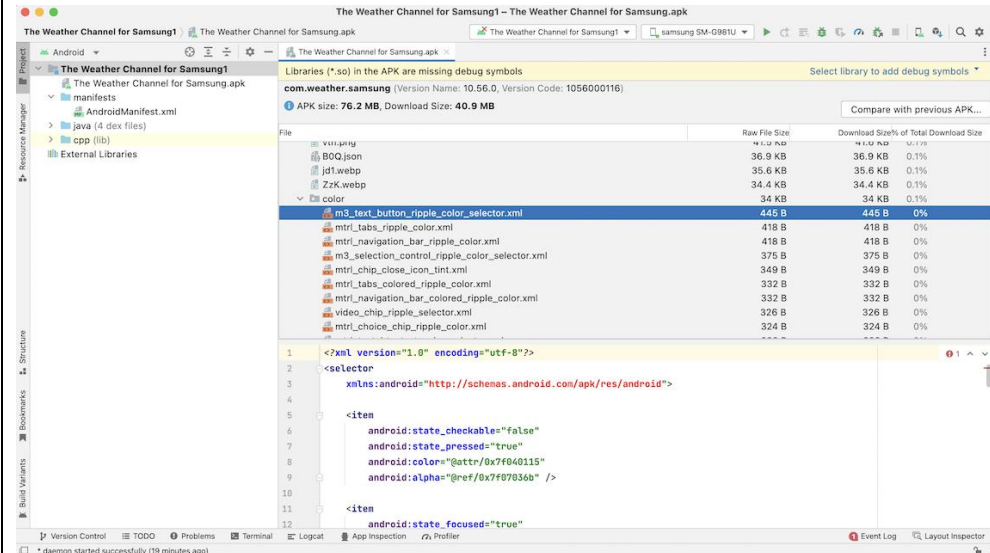 The Weather Channel for Samsung1 – The Weather Channel for Samsung.apk
The Weather Channel for Samsung1 The Weather Channel for Samsung.apk The Weather Channel for Samsung1 samsung SM-G981U
Project
Resource Manager
Structure
Bookmarks
Build Variants
Android
The Weather Channel for Samsung1
The Weather Channel for Samsung.apk
manifests
AndroidManifest.xml
java (4 dex files)
cpp (lib)
External Libraries
The Weather Channel for Samsung.apk
Libraries (*.so) in the APK are missing debug symbols Select library to add debug symbols
com.weather.samsung (Version Name: 10.56.0, Version Code: 1056000116)
APK size: 76.2 MB, Download Size: 40.9 MB Compare with previous APK...
File Raw File Size Download Size % of Total Download Size
B0Q.json 36.9 KB 36.9 KB 0.1%
jd1.webp 35.6 KB 35.6 KB 0.1%
ZzK.webp 34.4 KB 34.4 KB 0.1%
color 34 KB 34 KB 0.1%
m3_text_button_ripple_color_selector.xml 445 B 445 B 0%
mtrl_tabs_ripple_color.xml 418 B 418 B 0%
mtrl_navigation_bar_ripple_color.xml 418 B 418 B 0%
m3_selection_control_ripple_color_selector.xml 375 B 375 B 0%
mtrl_chip_close_icon_tint.xml 349 B 349 B 0%
mtrl_tabs_colored_ripple_color.xml 332 B 332 B 0%
mtrl_navigation_bar_colored_ripple_color.xml 332 B 332 B 0%
video_chip_ripple_selector.xml 326 B 326 B 0%
mtrl_choice_chip_ripple_color.xml 324 B 324 B 0%
1 <?xml version="1.0" encoding="utf-8"?> 1
2 <selector
3 xmlns:android="http://schemas.android.com/apk/res/android">
4
5 <item
6 android:state_checkable="false"
7 android:state_pressed="true"
8 android:color="@attr/0x7f040115"
9 android:alpha="@ref/0x7f07036b" />
10
11 <item
12 android:state_focused="true"
Version Control TODO Problems Terminal Logcat App Inspection Profiler Event Log Layout Inspector
* daemon started successfully (19 minutes ago)